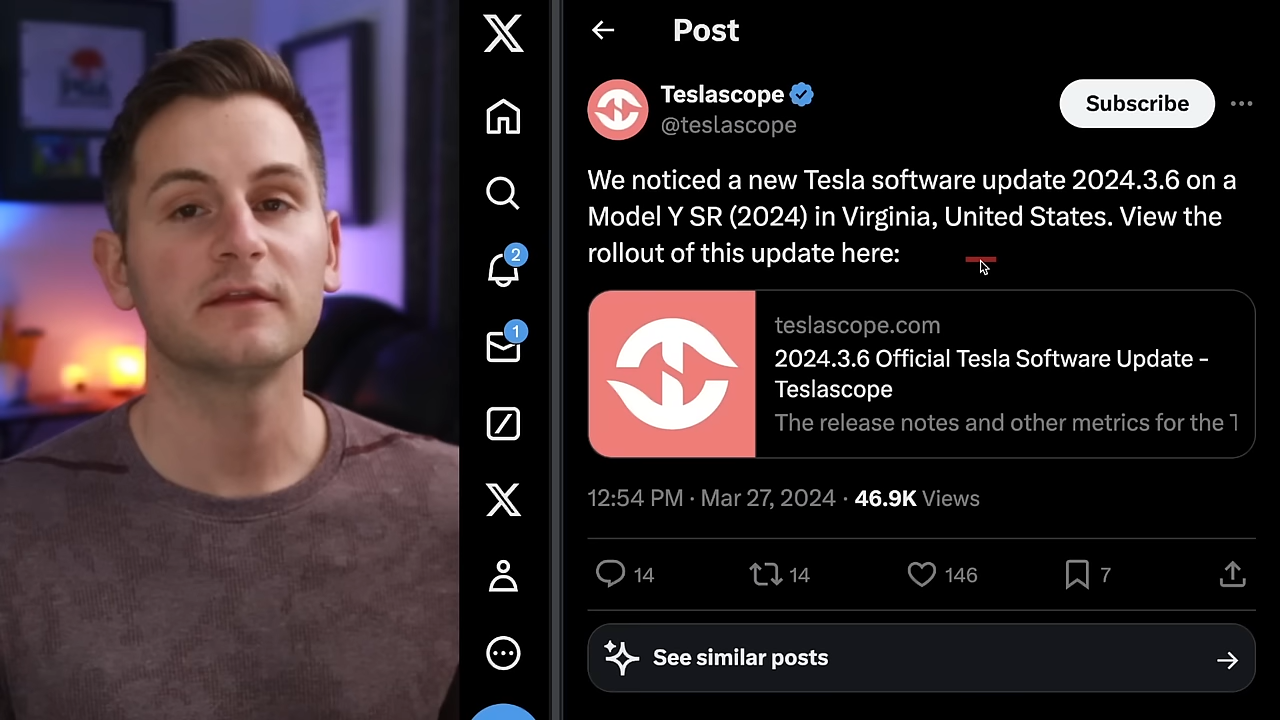 Post
Teslascope
@teslascope
Subscribe
We noticed a new Tesla software update 2024.3.6 on a
Model Y SR (2024) in Virginia, United States. View the
rollout of this update here:
teslascope.com
2024.3.6 Official Tesla Software Update -
Teslascope
The release notes and other metrics for the T
12:54 PM · Mar 27, 2024 · 46.9K Views
14 14 146 7
See similar posts
2
1